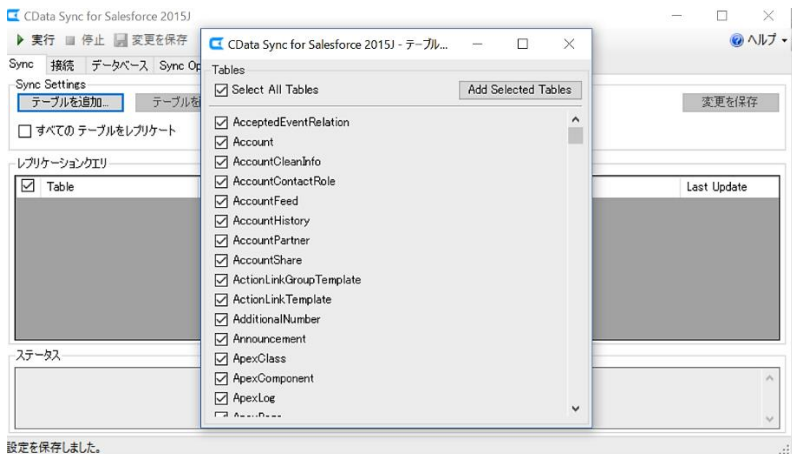 CData Sync for Salesforce 2015J
実行 停止 変更を保存 ヘルプ
Sync 接続 データベース Sync Op
Sync Settings
テーブルを追加... テーブルを 変更を保存
すべての テーブルをレプリケート
レプリケーションクエリ
Table Last Update
ステータス
設定を保存しました。
CData Sync for Salesforce 2015J - テーブル...
Tables
Select All Tables Add Selected Tables
AcceptedEventRelation
Account
AccountCleanInfo
AccountContactRole
AccountFeed
AccountHistory
AccountPartner
AccountShare
ActionLinkGroupTemplate
ActionLinkTemplate
AdditionalNumber
Announcement
ApexClass
ApexComponent
ApexLog